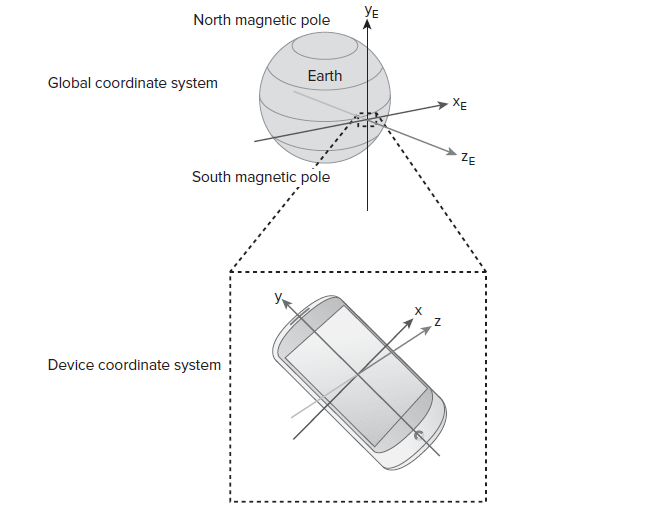 North magnetic pole
yE
Earth
Global coordinate system
xE
zE
South magnetic pole
y
x
z
Device coordinate system